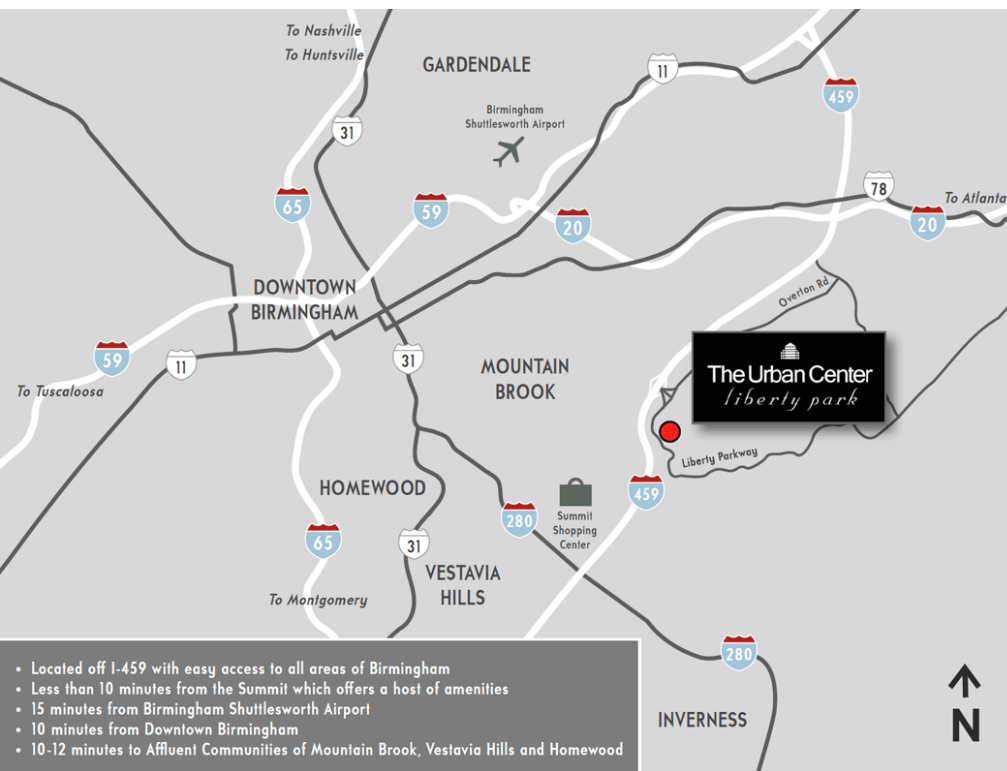 To Nashville
To Huntsville
GARDENDALE
11
459
Birmingham
Shuttlesworth Airport
31
78
To Atlanta
65
59
20
20
DOWNTOWN
BIRMINGHAM
Overton Rd
59
11
31
MOUNTAIN
BROOK
The Urban Center
liberty park
To Tuscaloosa
Liberty Parkway
HOMEWOOD
459
280
Summit
Shopping
Center
65
31
VESTAVIA
HILLS
To Montgomery
280
INVERNESS
N
• Located off I-459 with easy access to all areas of Birmingham
• Less than 10 minutes from the Summit which offers a host of amenities
• 15 minutes from Birmingham Shuttlesworth Airport
• 10 minutes from Downtown Birmingham
• 10-12 minutes to Affluent Communities of Mountain Brook, Vestavia Hills and Homewood